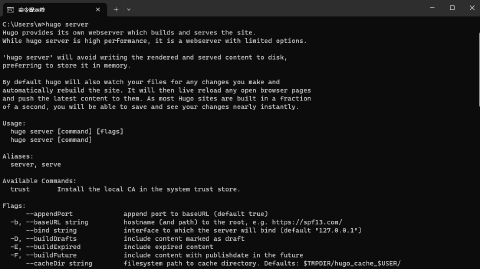 命令提示符
C:\Users\w>hugo server
Hugo provides its own webserver which builds and serves the site.
While hugo server is high performance, it is a webserver with limited options.
'hugo server' will avoid writing the rendered and served content to disk,
preferring to store it in memory.
By default hugo will also watch your files for any changes you make and
automatically rebuild the site. It will then live reload any open browser pages
and push the latest content to them. As most Hugo sites are built in a fraction
of a second, you will be able to save and see your changes nearly instantly.
Usage:
hugo server [command] [flags]
hugo server [command]
Aliases:
server, serve
Available Commands:
trust Install the local CA in the system trust store.
Flags:
--appendPort append port to baseURL (default true)
-b, --baseURL string hostname (and path) to the root, e.g. https://spf13.com/
--bind string interface to which the server will bind (default "127.0.0.1")
-D, --buildDrafts include content marked as draft
-E, --buildExpired include expired content
-F, --buildFuture include content with publishdate in the future
--cacheDir string filesystem path to cache directory. Defaults: $TMPDIR/hugo_cache_$USER/